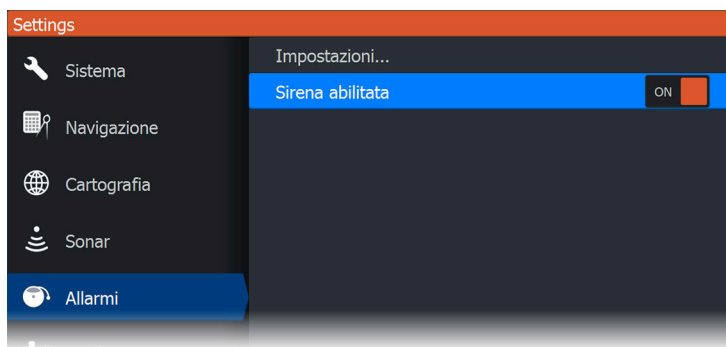 Settings
Sistema
Navigazione
Cartografia
Sonar
Allarmi
Impostazioni...
Sirena abilitata ON